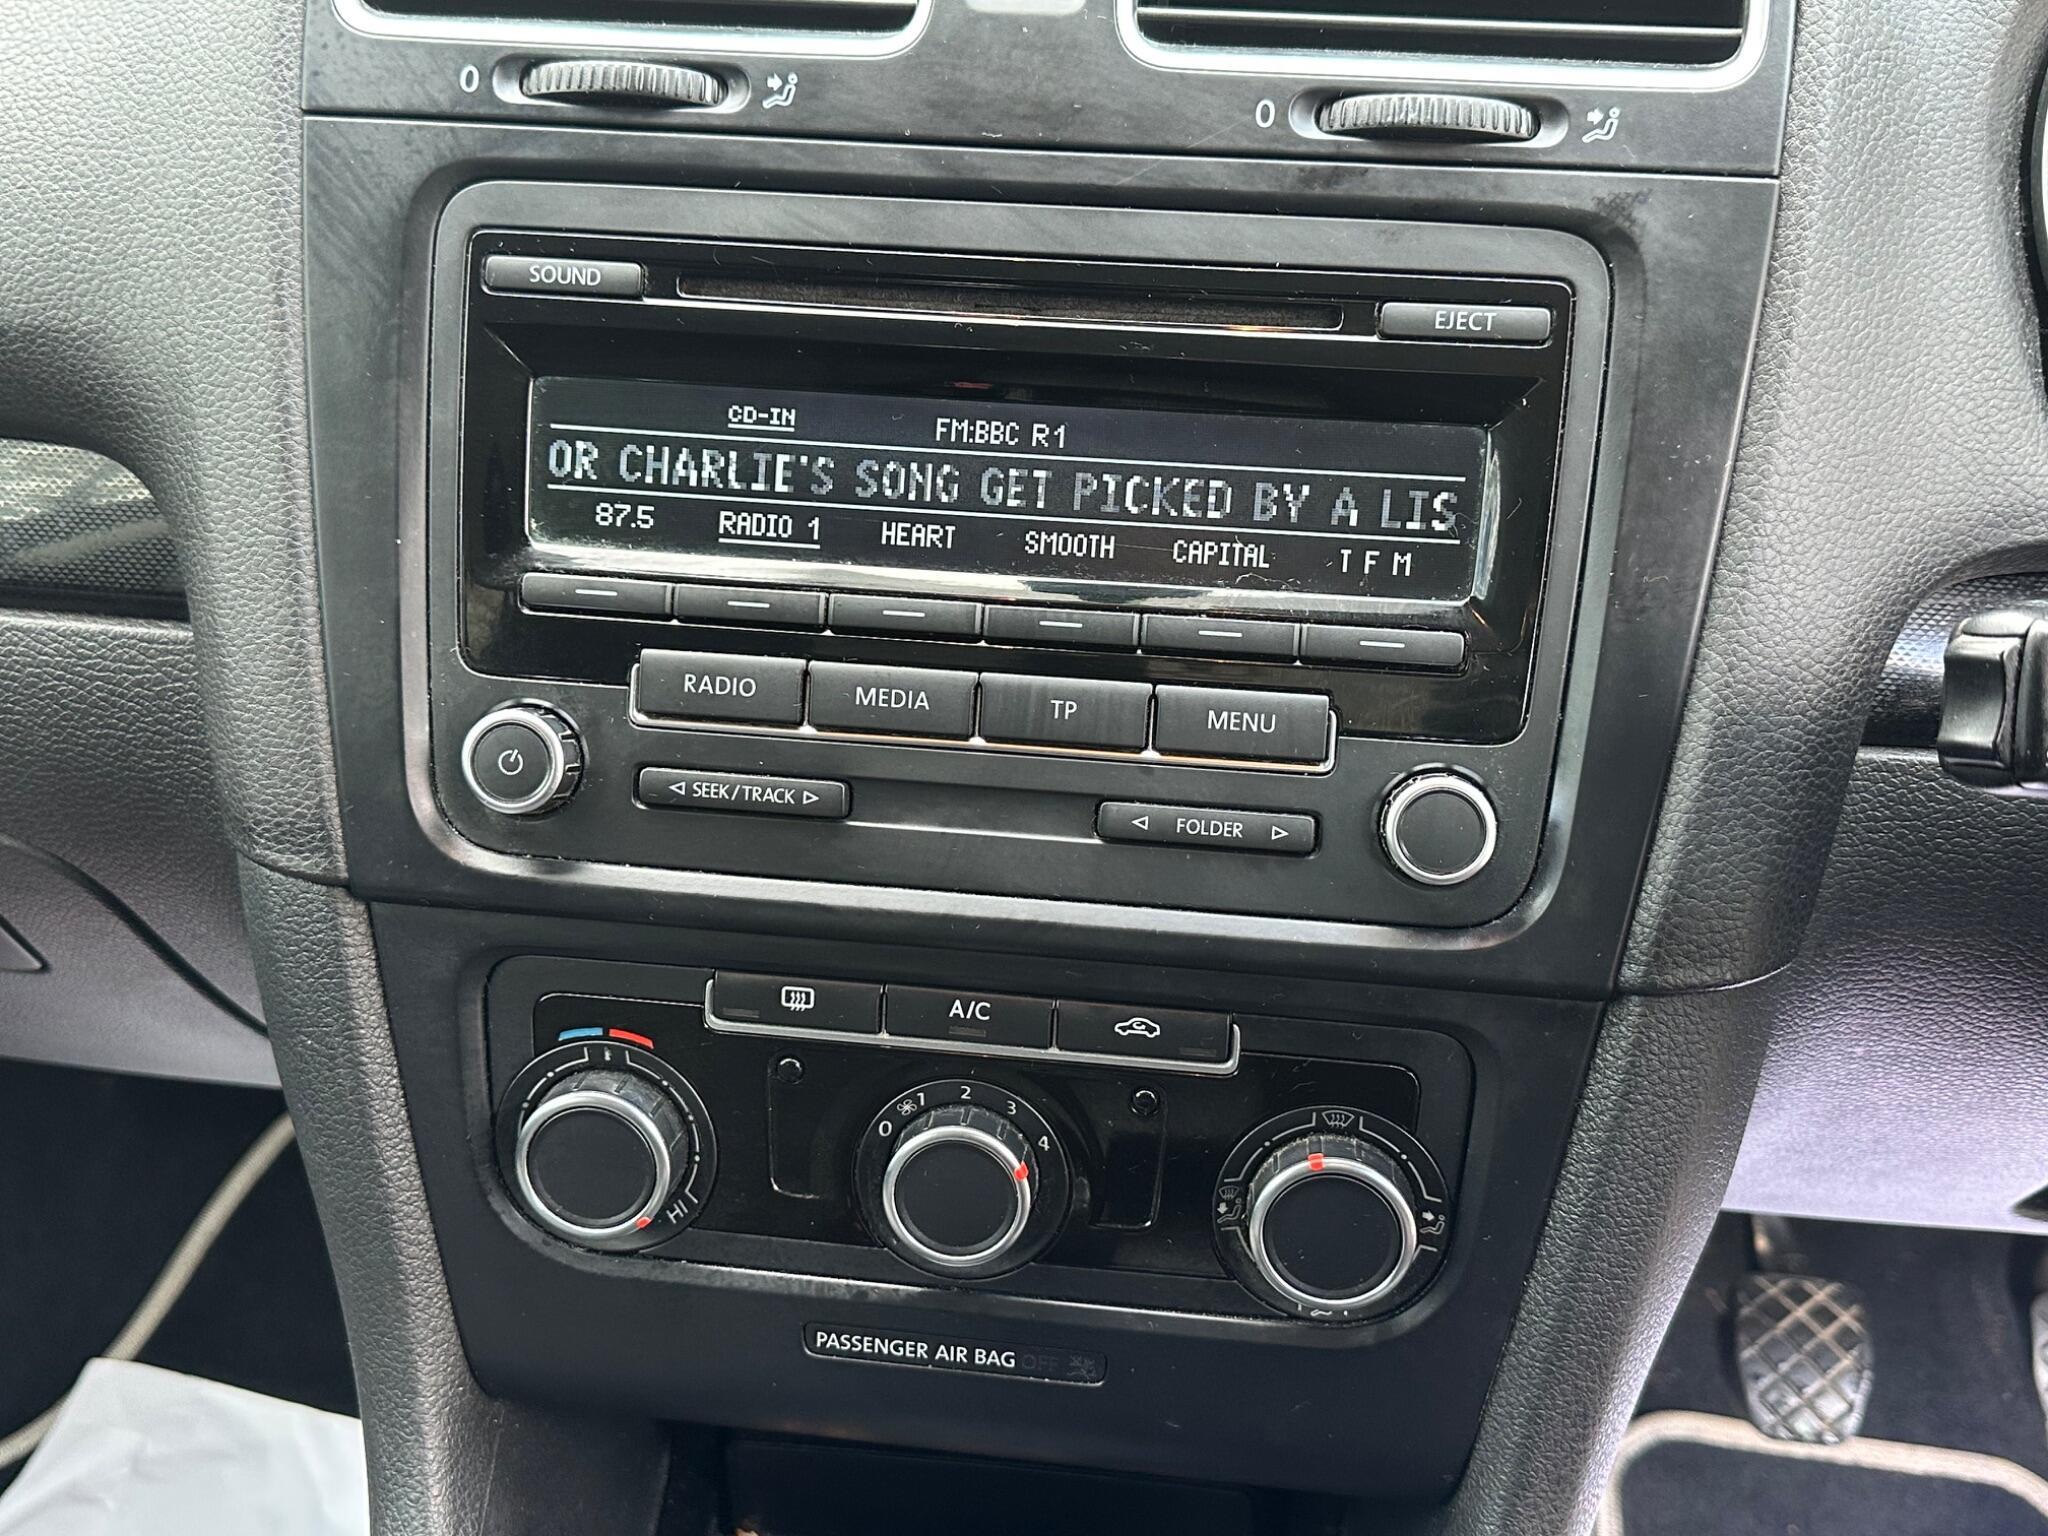 0
0
SOUND
EJECT
CD-IN FM:BBC R1
OR CHARLIE'S SONG GET PICKED BY A LIS
87.5 RADIO 1 HEART SMOOTH CAPITAL T F M
RADIO MEDIA TP MENU
SEEK/TRACK
FOLDER
A/C
0 1 2 3 4
HI
PASSENGER AIR BAG OFF